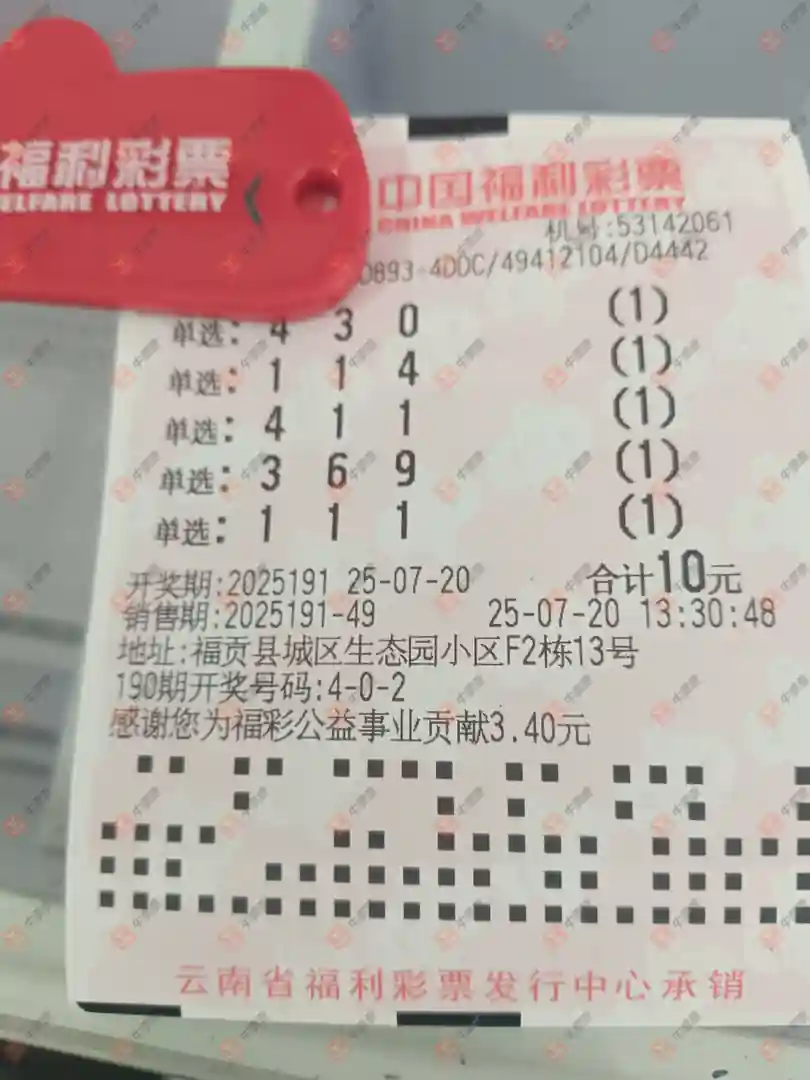 福利彩票
ELFARE LOTTERY
中国福利彩票
CHINA WELFARE LOTTERY
机号:53142061
0893-4DDC/49412104/D4442
单选: 4 3 0 (1)
单选: 1 1 4 (1)
单选: 4 1 1 (1)
单选: 3 6 9 (1)
单选: 1 1 1 (1)
开奖期:2025191 25-07-20 合计10元
销售期:2025191-49 25-07-20 13:30:48
地址:福贡县城区生态园小区F2栋13号
190期开奖号码:4-0-2
感谢您为福彩公益事业贡献3.40元
云南省福利彩票发行中心承销